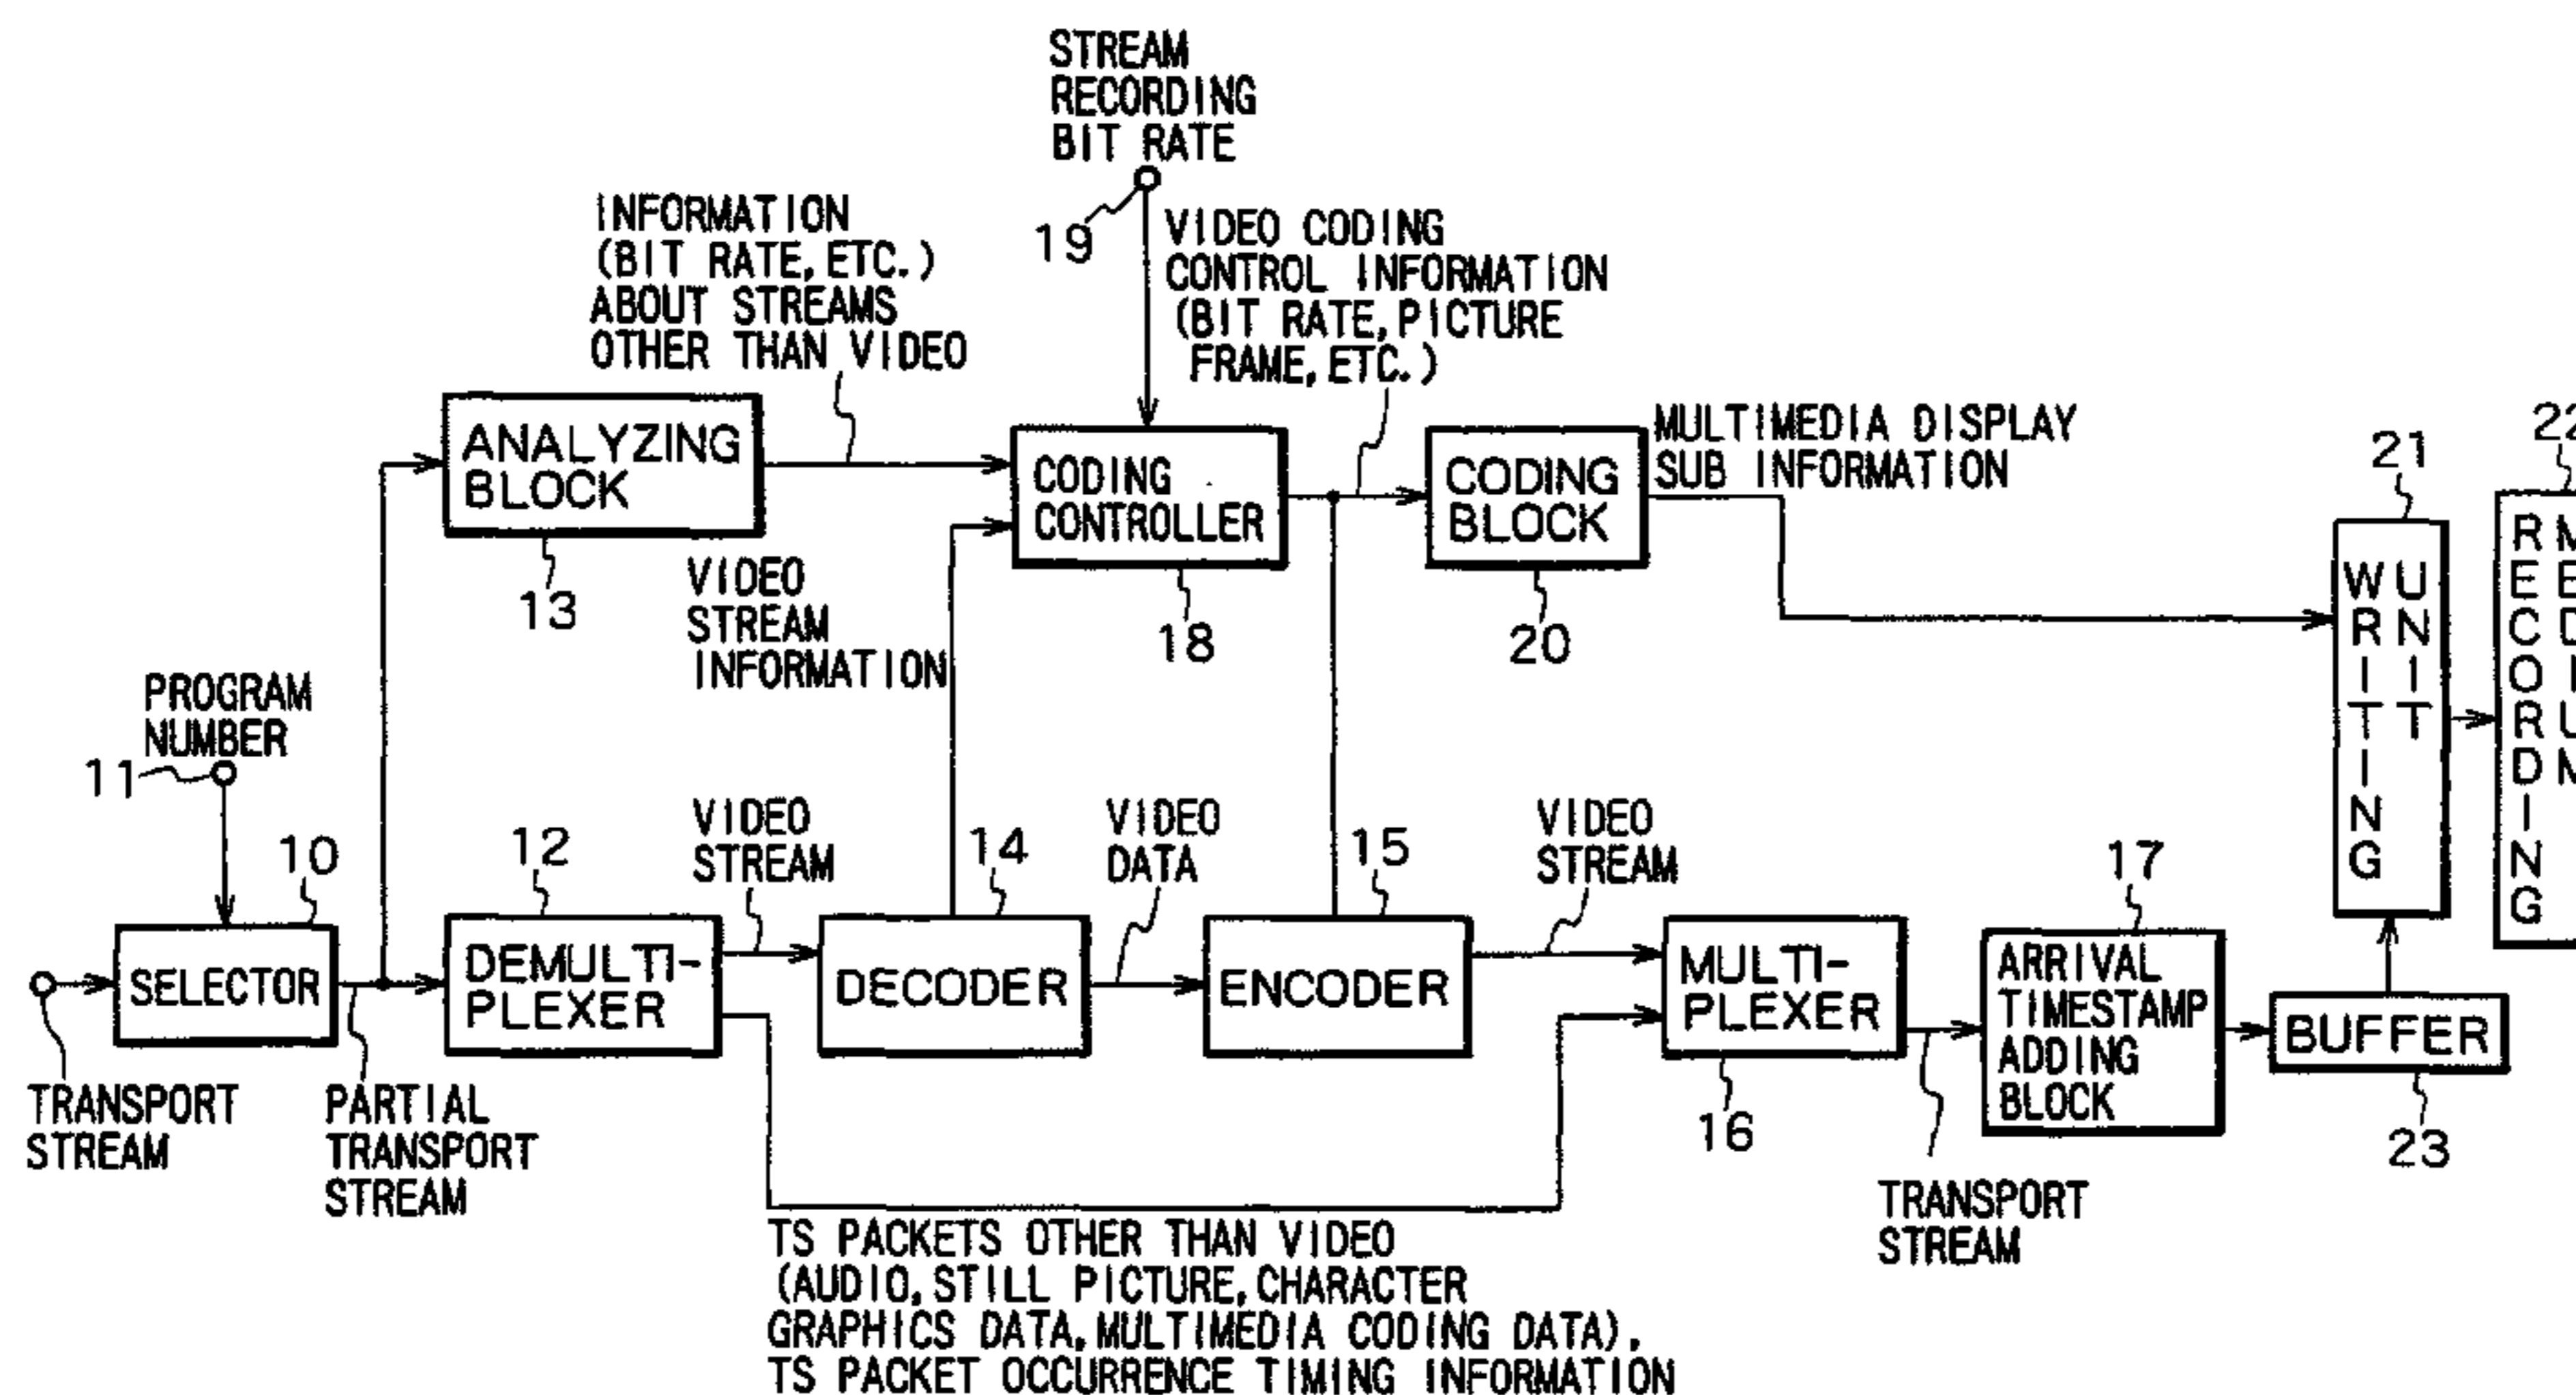 STREAM
RECORDING
BIT RATE
19
INFORMATION
(BIT RATE, ETC.)
ABOUT STREAMS
OTHER THAN VIDEO
VIDEO CODING
CONTROL INFORMATION
(BIT RATE, PICTURE
FRAME, ETC.)
ANALYZING
BLOCK
13
CODING
CONTROLLER
18
CODING
BLOCK
20
MULTIMEDIA DISPLAY
SUB INFORMATION
21
WRITING
UNIT
22
RECORDING
VIDEO
STREAM
INFORMATION
PROGRAM
NUMBER
11
10
SELECTOR
TRANSPORT
STREAM
PARTIAL
TRANSPORT
STREAM
12
DEMULTI-
PLEXER
VIDEO
STREAM
14
DECODER
VIDEO
DATA
15
ENCODER
VIDEO
STREAM
MULTI-
PLEXER
16
17
ARRIVAL
TIMESTAMP
ADDING
BLOCK
TRANSPORT
STREAM
BUFFER
23
TS PACKETS OTHER THAN VIDEO
(AUDIO, STILL PICTURE, CHARACTER
GRAPHICS DATA, MULTIMEDIA CODING DATA),
TS PACKET OCCURRENCE TIMING INFORMATION